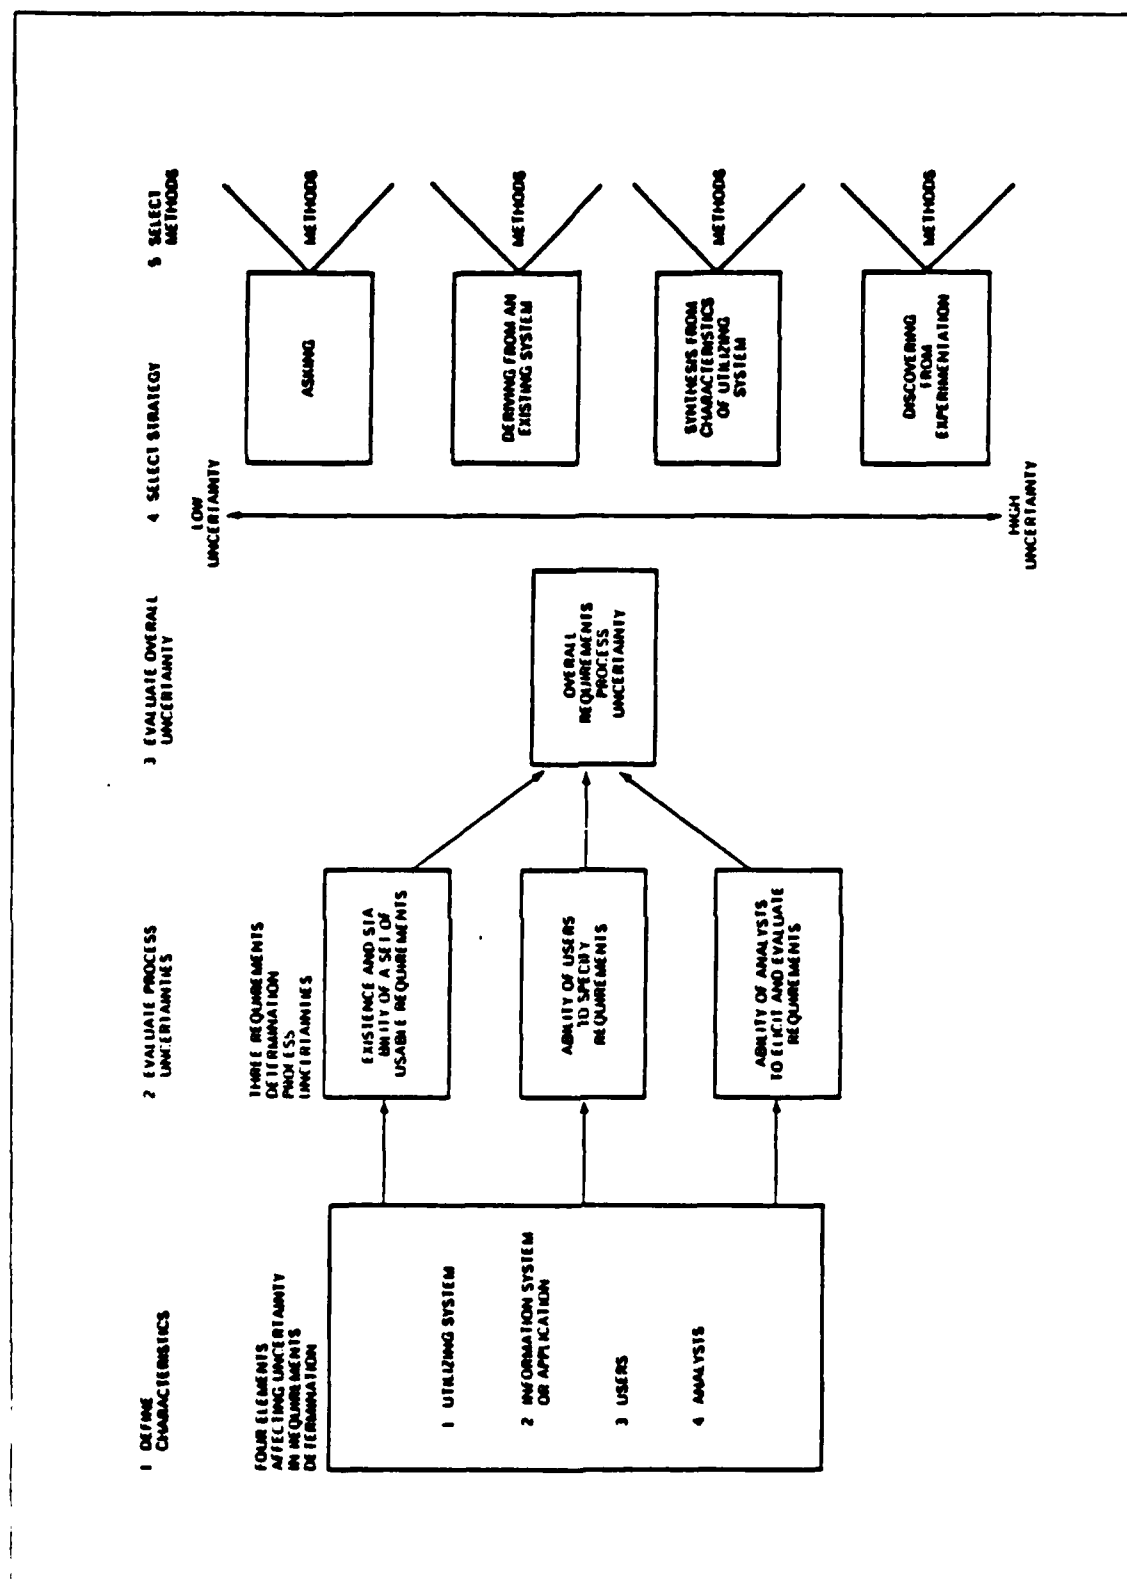 1 DEFINE
CHARACTERISTICS
FOUR ELEMENTS
AFFECTING UNCERTAINTY
IN REQUIREMENTS
DETERMINATION
1 UTILIZING SYSTEM
2 INFORMATION SYSTEM
OR APPLICATION
3 USERS
4 ANALYSTS
2 EVALUATE PROCESS
UNCERTAINTIES
THREE REQUIREMENTS
DETERMINATION
PROCESS
UNCERTAINTIES
EXISTENCE AND STA
BILITY OF A SET OF
USABLE REQUIREMENTS
ABILITY OF USERS
TO SPECIFY
REQUIREMENTS
ABILITY OF ANALYSTS
TO ELICIT AND EVALUATE
REQUIREMENTS
3 EVALUATE OVERALL
UNCERTAINTY
OVERALL
REQUIREMENTS
PROCESS
UNCERTAINTY
4 SELECT STRATEGY
LOW
UNCERTAINTY
HIGH
UNCERTAINTY
ASKING
DERIVING FROM AN
EXISTING SYSTEM
SYNTHESIS FROM
CHARACTERISTICS
OF UTILIZING
SYSTEM
DISCOVERING
FROM
EXPERIMENTATION
5 SELECT
METHODS
METHODS
METHODS
METHODS
METHODS